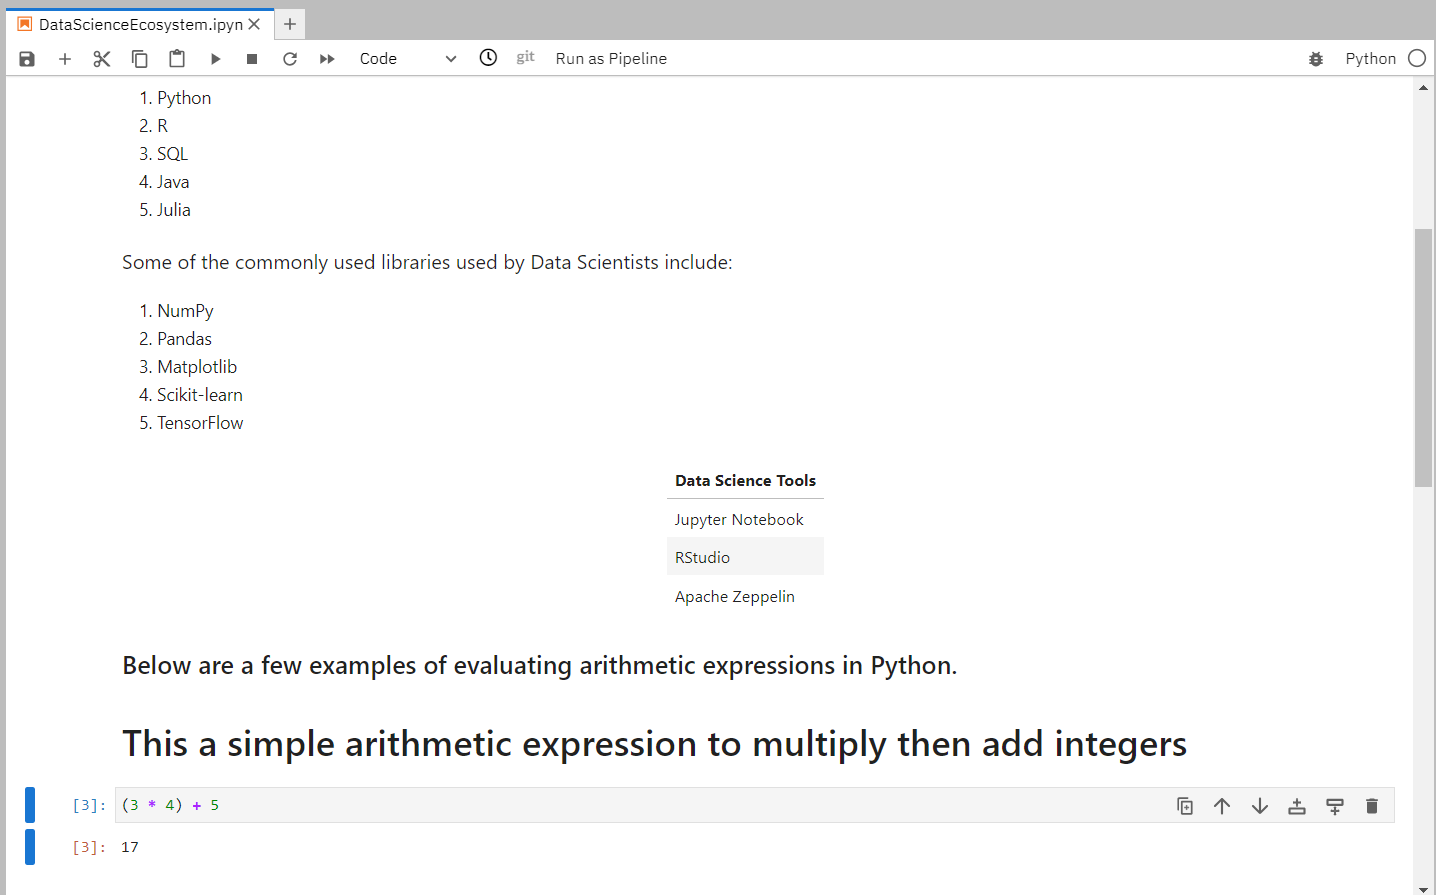 DataScienceEcosystem.ipyn
Code
git
Run as Pipeline
Python
1. Python
2. R
3. SQL
4. Java
5. Julia
Some of the commonly used libraries used by Data Scientists include:
1. NumPy
2. Pandas
3. Matplotlib
4. Scikit-learn
5. TensorFlow
Data Science Tools
Jupyter Notebook
RStudio
Apache Zeppelin
Below are a few examples of evaluating arithmetic expressions in Python.
This a simple arithmetic expression to multiply then add integers
[3]: (3 * 4) + 5
[3]: 17